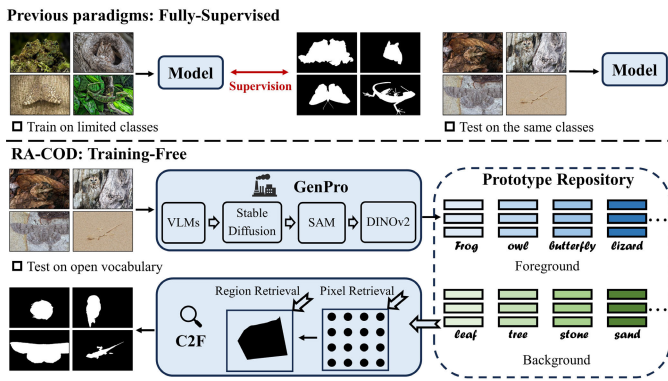 Previous paradigms: Fully-Supervised
Model
Supervision
Model
Train on limited classes
Test on the same classes
RA-COD: Training-Free
GenPro
VLMs
Stable
Diffusion
SAM
DINOv2
Test on open vocabulary
Prototype Repository
Frog owl butterfly lizard
Foreground
leaf tree stone sand
Background
Region Retrieval
Pixel Retrieval
C2F